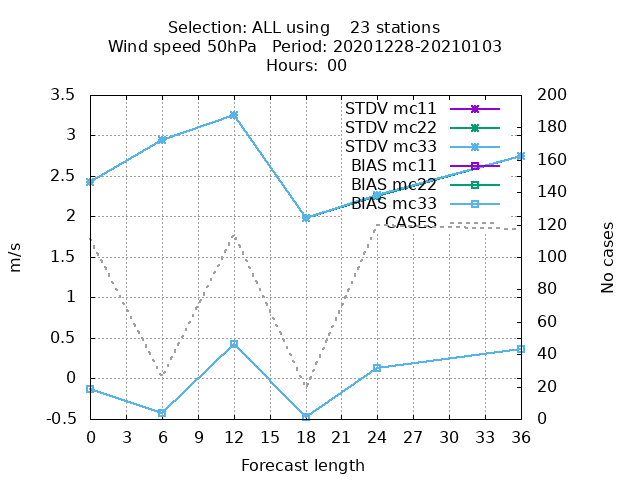 Selection: ALL using    23 stations
Wind speed 50hPa   Period: 20201228-20210103
Hours: 00
3.5
3
2.5
2
1.5
1
0.5
0
-0.5
m/s
STDV mc11
STDV mc22
STDV mc33
BIAS mc11
BIAS mc22
BIAS mc33
CASES
200
180
160
140
120
100
80
60
40
20
0
No cases
0 3 6 9 12 15 18 21 24 27 30 33 36
Forecast length